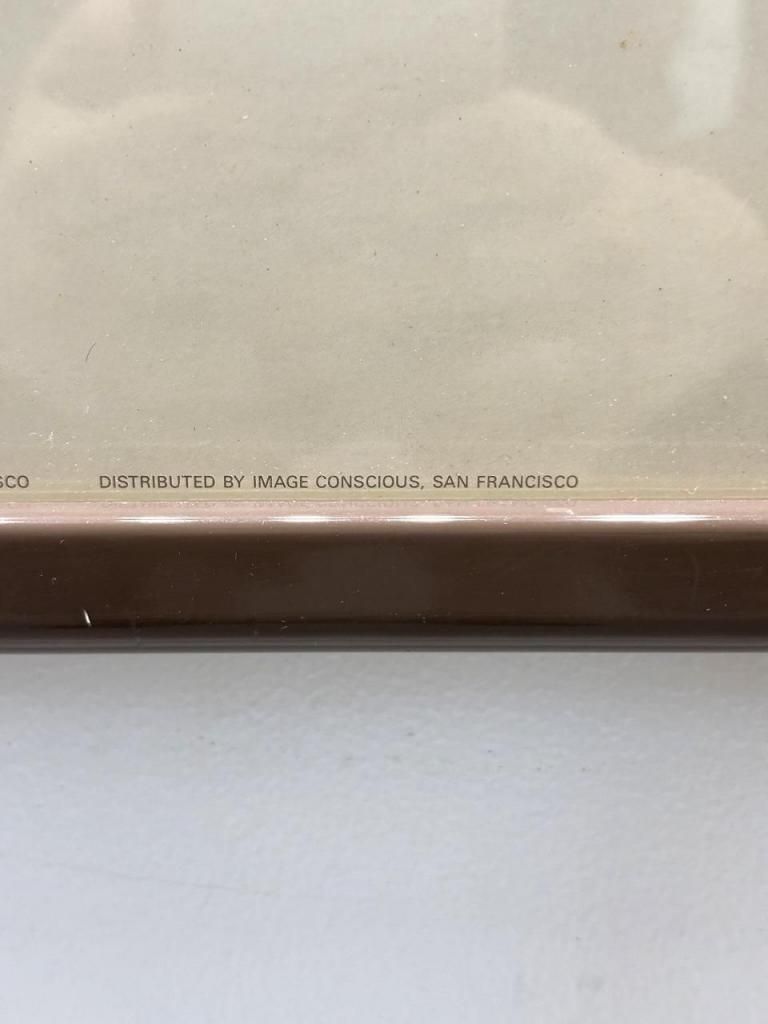 SCO DISTRIBUTED BY IMAGE CONSCIOUS, SAN FRANCISCO